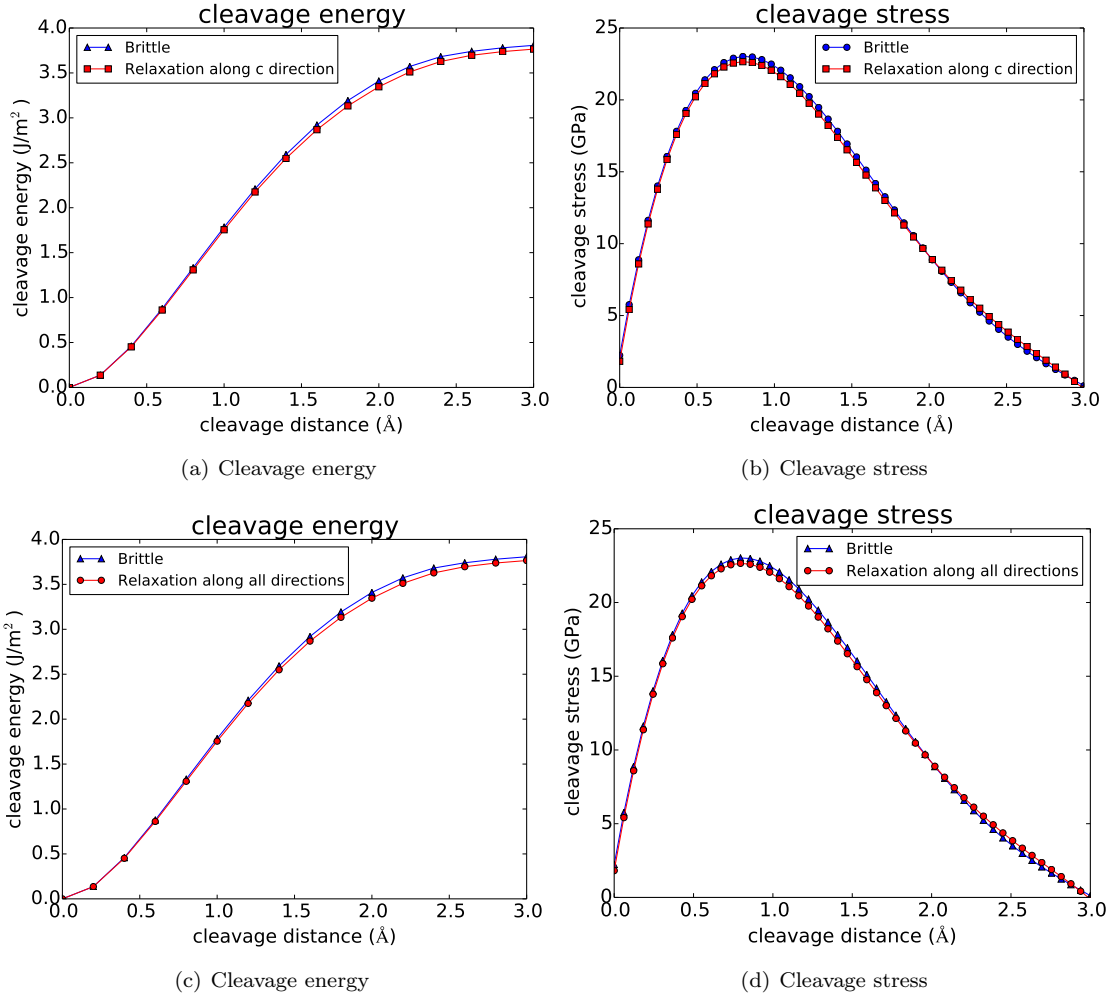 cleavage energy
4.0
3.5
3.0
2.5
2.0
1.5
1.0
0.5
0.0
cleavage energy (J/m²)
Brittle
Relaxation along c direction
0.0 0.5 1.0 1.5 2.0 2.5 3.0
cleavage distance (Å)
(a) Cleavage energy
cleavage stress
25
20
15
10
5
0
cleavage stress (GPa)
Brittle
Relaxation along c direction
0.0 0.5 1.0 1.5 2.0 2.5 3.0
cleavage distance (Å)
(b) Cleavage stress
cleavage energy
4.0
3.5
3.0
2.5
2.0
1.5
1.0
0.5
0.0
cleavage energy (J/m²)
Brittle
Relaxation along all directions
0.0 0.5 1.0 1.5 2.0 2.5 3.0
cleavage distance (Å)
(c) Cleavage energy
cleavage stress
25
20
15
10
5
0
cleavage stress (GPa)
Brittle
Relaxation along all directions
0.0 0.5 1.0 1.5 2.0 2.5 3.0
cleavage distance (Å)
(d) Cleavage stress